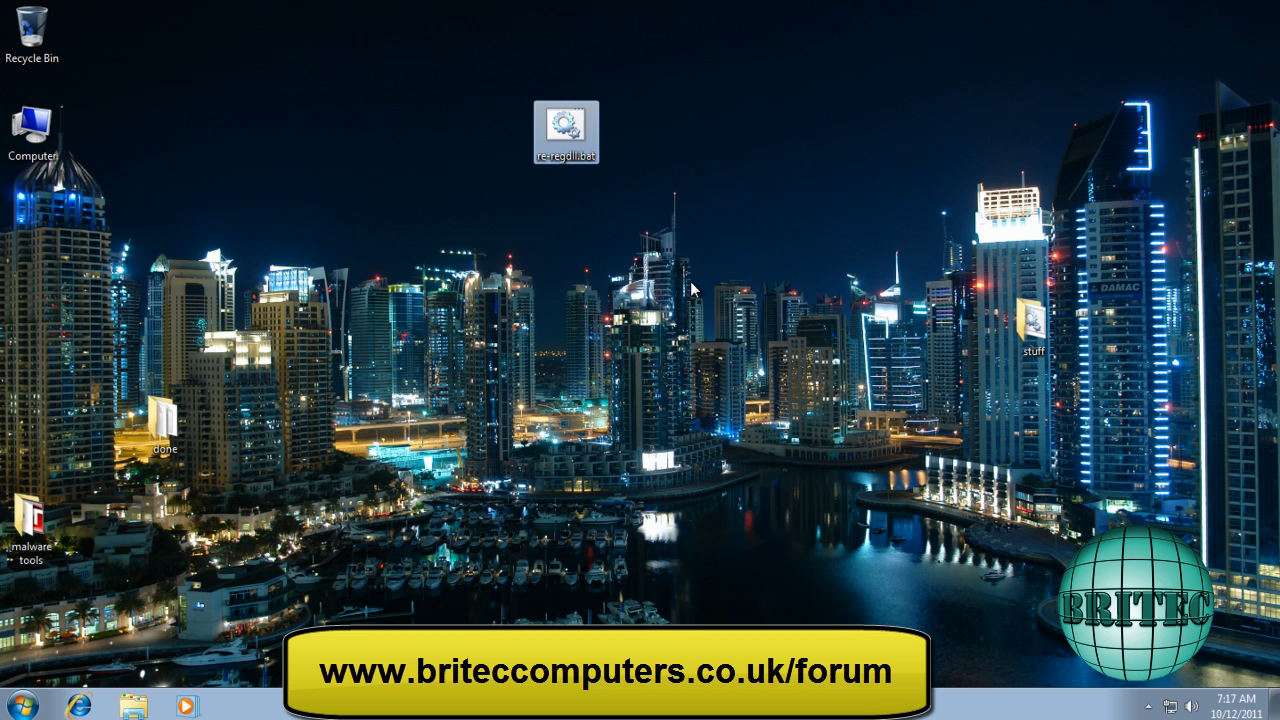 Recycle Bin
Computer
re-regdll.bat
DAMAC
stuff
done
malware
tools
BRITEC
www.briteccomputers.co.uk/forum
7:17 AM
10/12/2011